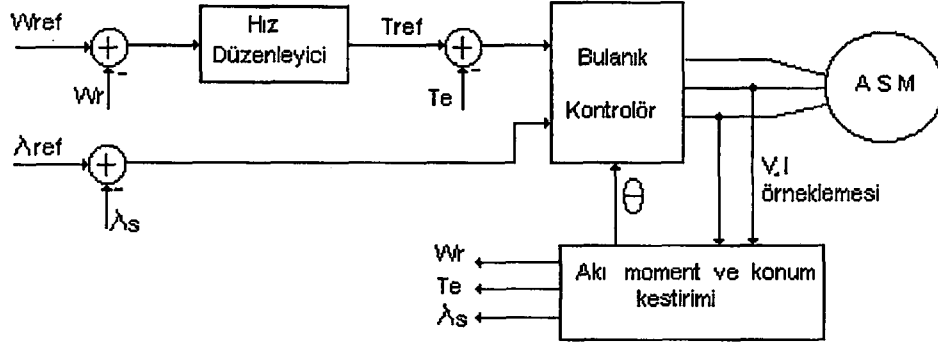 Wref
+
-
Wr
Hız
Düzenleyici
Tref
+
-
Te
Bulanık
Kontrolör
A S M
λref
+
-
λs
θ
V,I
örneklemesi
Wr
Te
λs
Akı moment ve konum
kestirimi